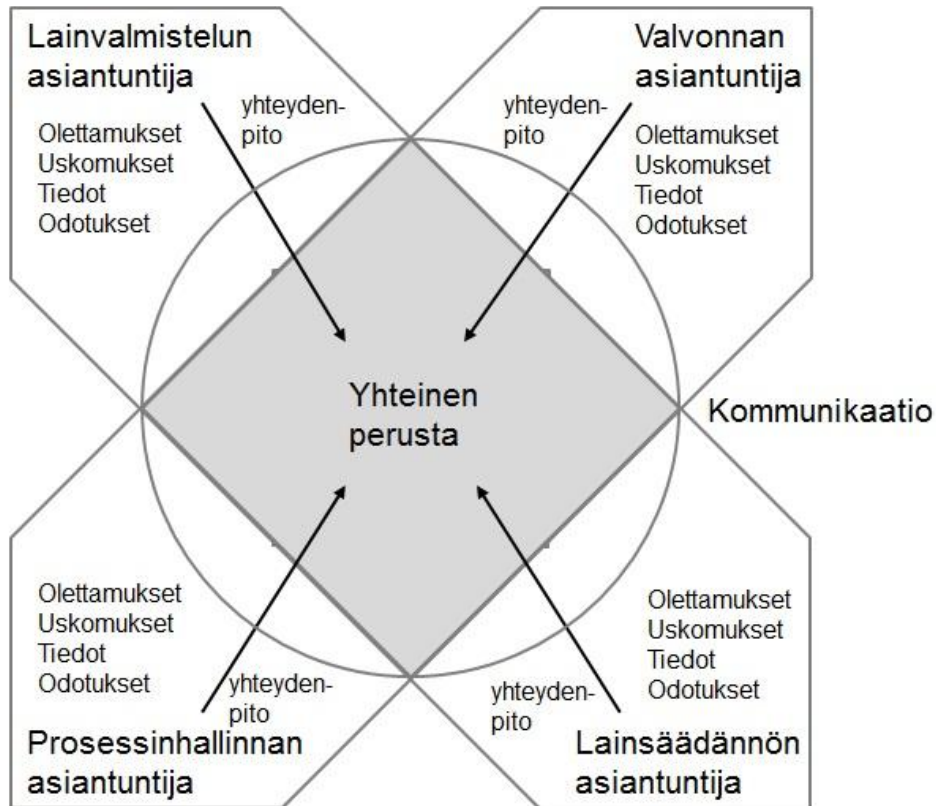 Lainvalmistelun
asiantuntija
yhteyden-
pito
Olettamukset
Uskomukset
Tiedot
Odotukset
Valvonnan
asiantuntija
yhteyden-
pito
Olettamukset
Uskomukset
Tiedot
Odotukset
Yhteinen
perusta
Kommunikaatio
Olettamukset
Uskomukset
Tiedot
Odotukset
yhteyden-
pito
Prosessinhallinnan
asiantuntija
Olettamukset
Uskomukset
Tiedot
Odotukset
yhteyden-
pito
Lainsäädännön
asiantuntija